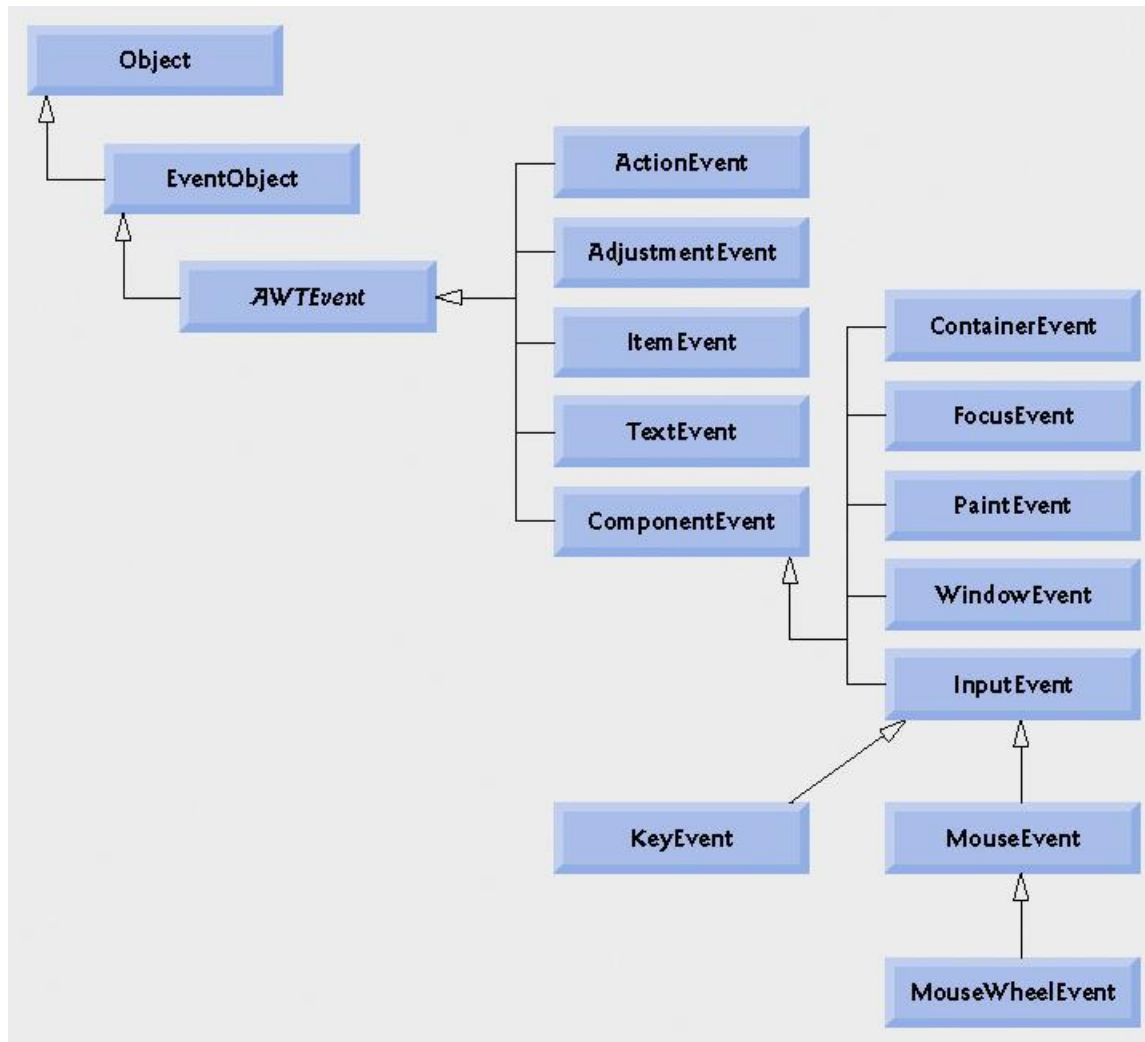 Object
EventObject
AWTEvent
ActionEvent
AdjustmentEvent
ItemEvent
TextEvent
ComponentEvent
ContainerEvent
FocusEvent
PaintEvent
WindowEvent
InputEvent
KeyEvent
MouseEvent
MouseWheelEvent